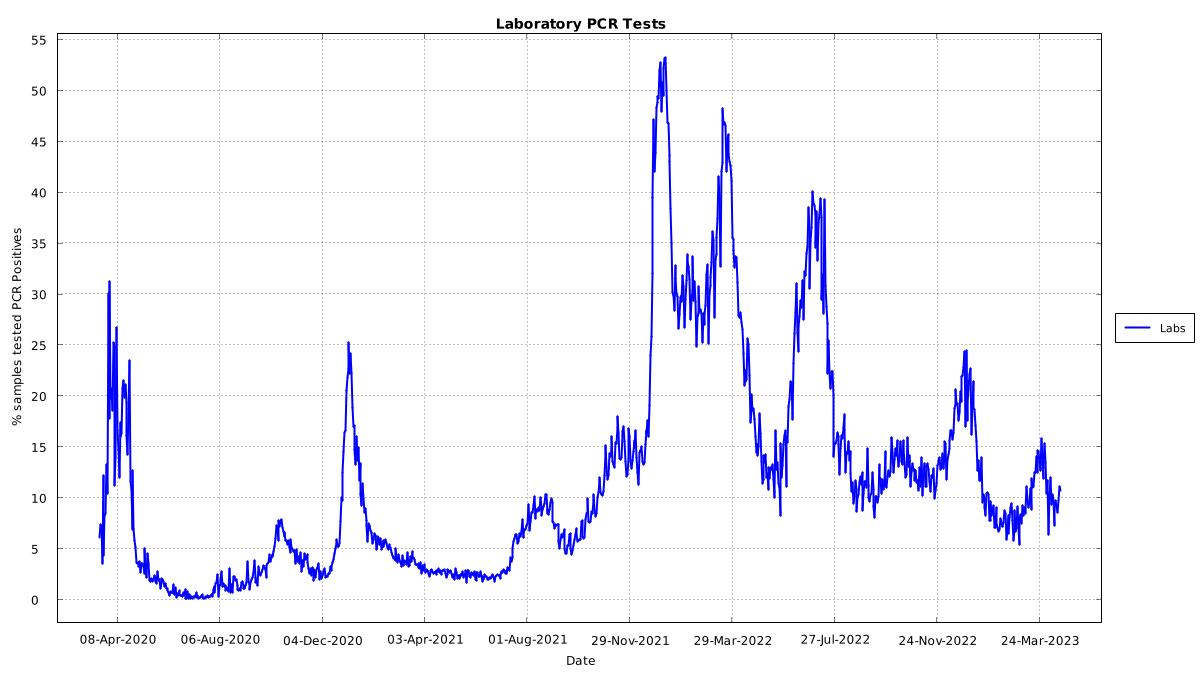 Laboratory PCR Tests
% samples tested PCR Positives
55
50
45
40
35
30
25
20
15
10
5
0
08-Apr-2020 06-Aug-2020 04-Dec-2020 03-Apr-2021 01-Aug-2021 29-Nov-2021 29-Mar-2022 27-Jul-2022 24-Nov-2022 24-Mar-2023
Date
Labs